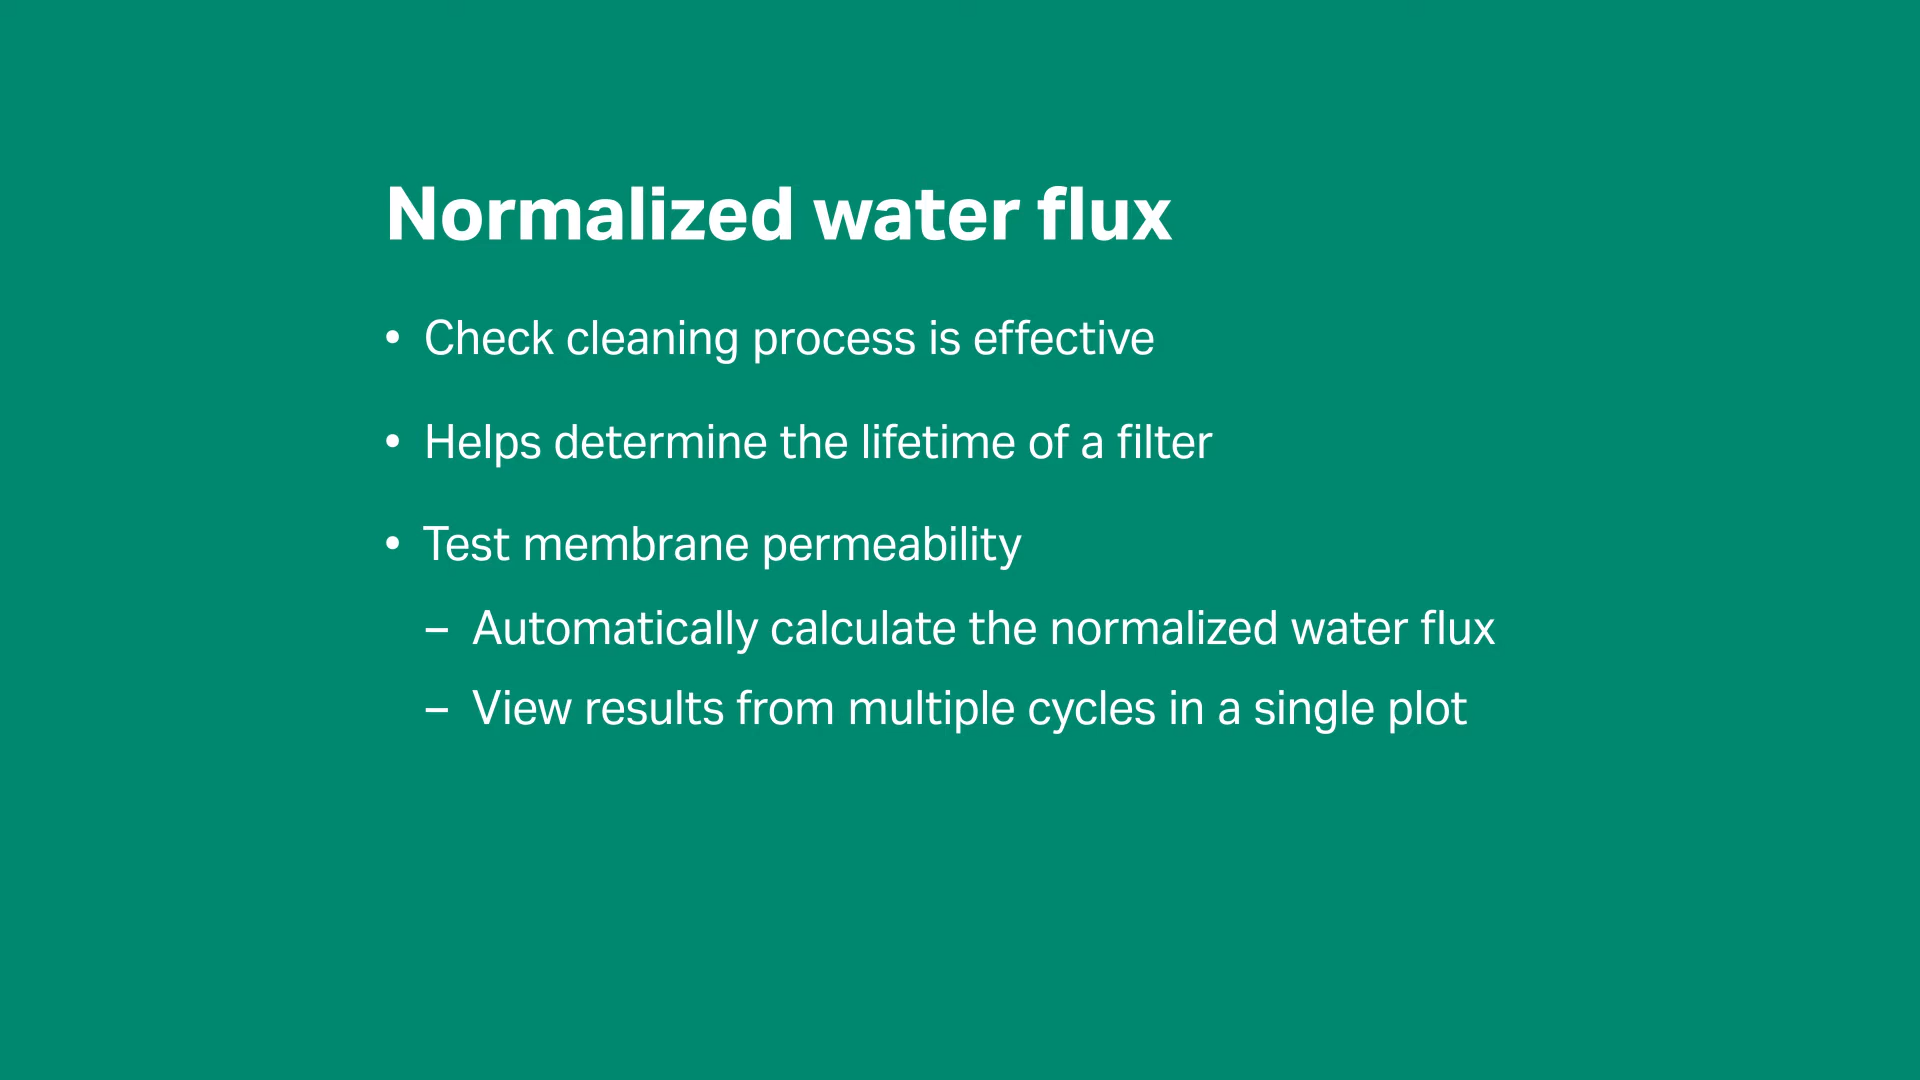 Normalized water flux
• Check cleaning process is effective
• Helps determine the lifetime of a filter
• Test membrane permeability
– Automatically calculate the normalized water flux
– View results from multiple cycles in a single plot